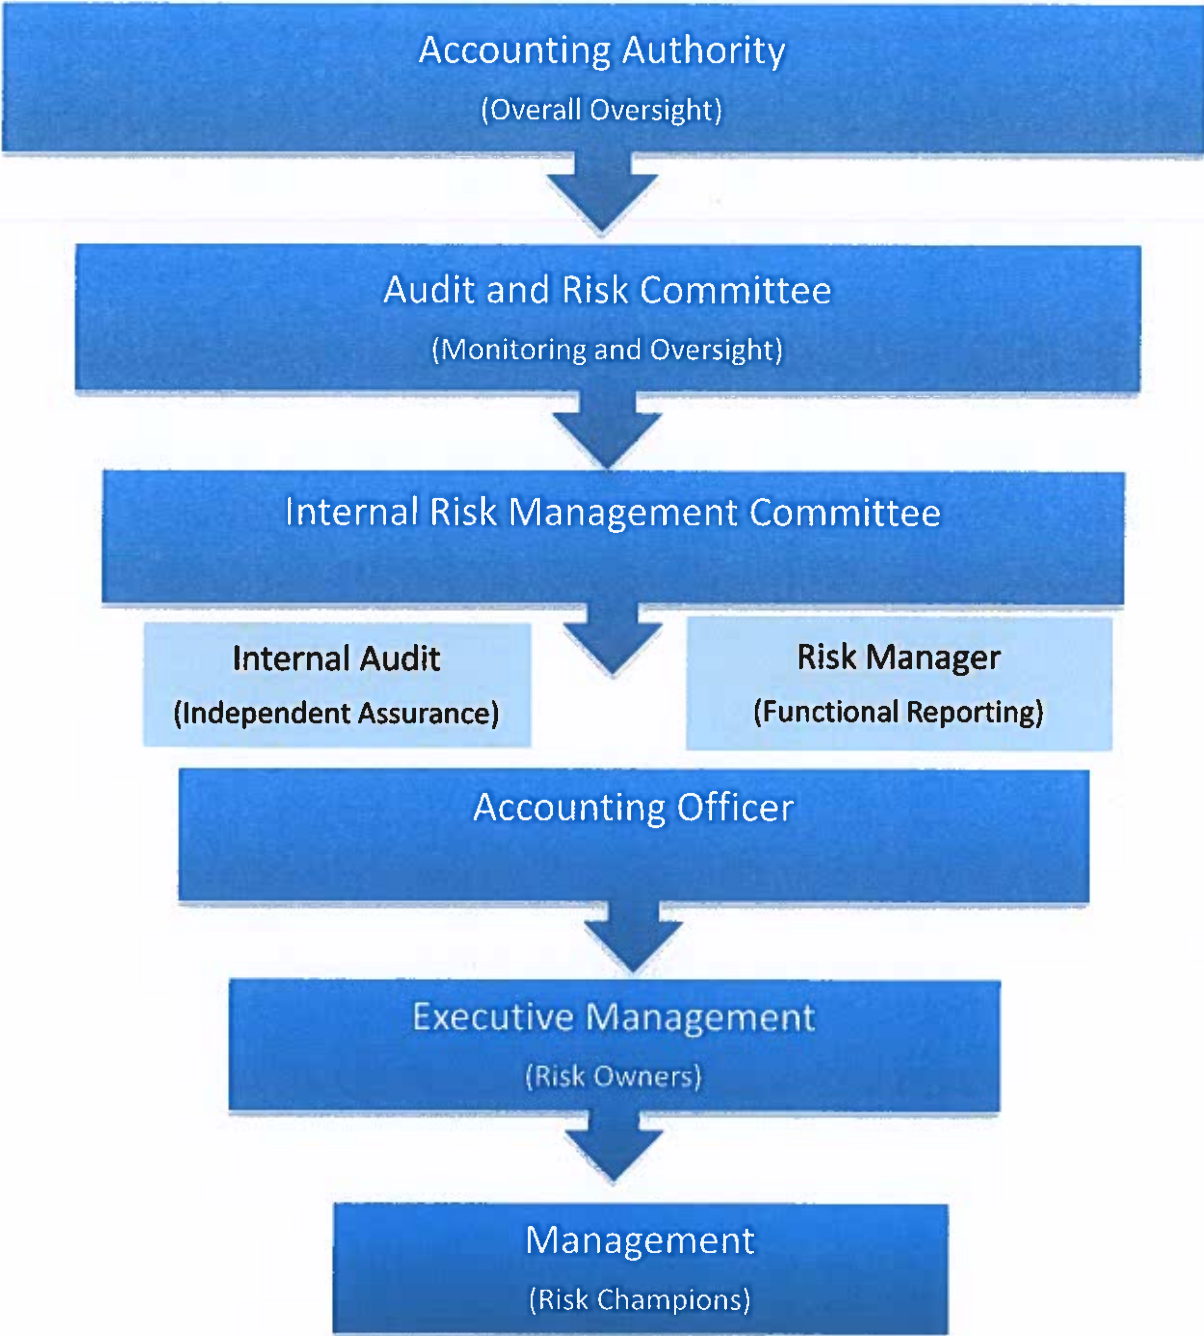 Accounting Authority
(Overall Oversight)
Audit and Risk Committee
(Monitoring and Oversight)
Internal Risk Management Committee
Internal Audit
(Independent Assurance)
Risk Manager
(Functional Reporting)
Accounting Officer
Executive Management
(Risk Owners)
Management
(Risk Champions)